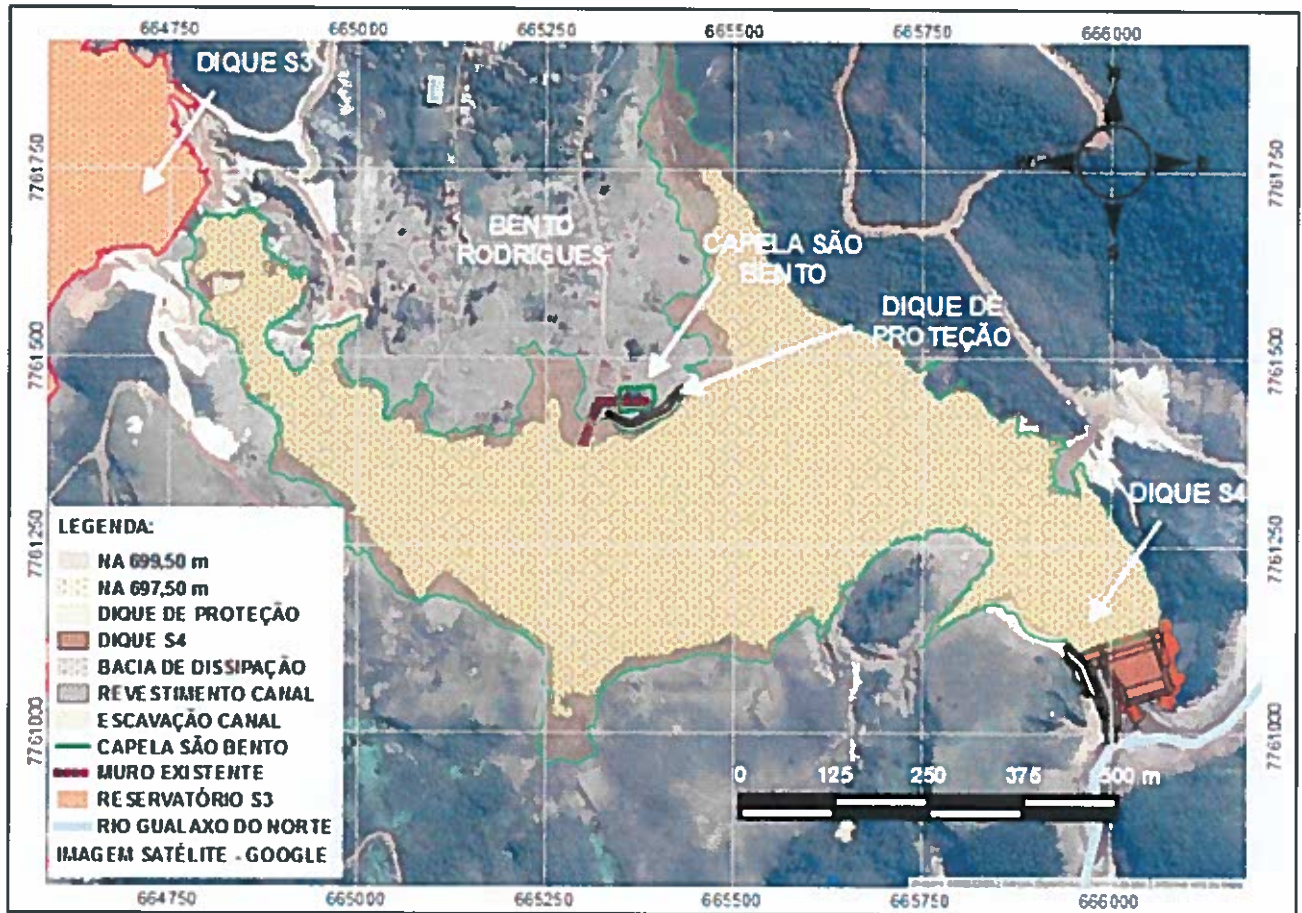 664750 665000 665250 665500 665750 666000
DIQUE S3
7761750
7761750
BENTO
RODRIGUES
CAPELA SÃO
BENTO
DIQUE DE
PROTEÇÃO
7761500
7761500
DIQUE S4
7761250
7761250
LEGENDA:
NA 699,50 m
NA 697,50 m
DIQUE DE PROTEÇÃO
DIQUE S4
BACIA DE DISSIPAÇÃO
REVESTIMENTO CANAL
ESCAVAÇÃO CANAL
CAPELA SÃO BENTO
MURO EXISTENTE
RESERVATÓRIO S3
RIO GUALAXO DO NORTE
IMAGEM SATÉLITE - GOOGLE
7761000
7761000
0 125 250 375 500 m
664750 665000 665250 665500 665750 666000